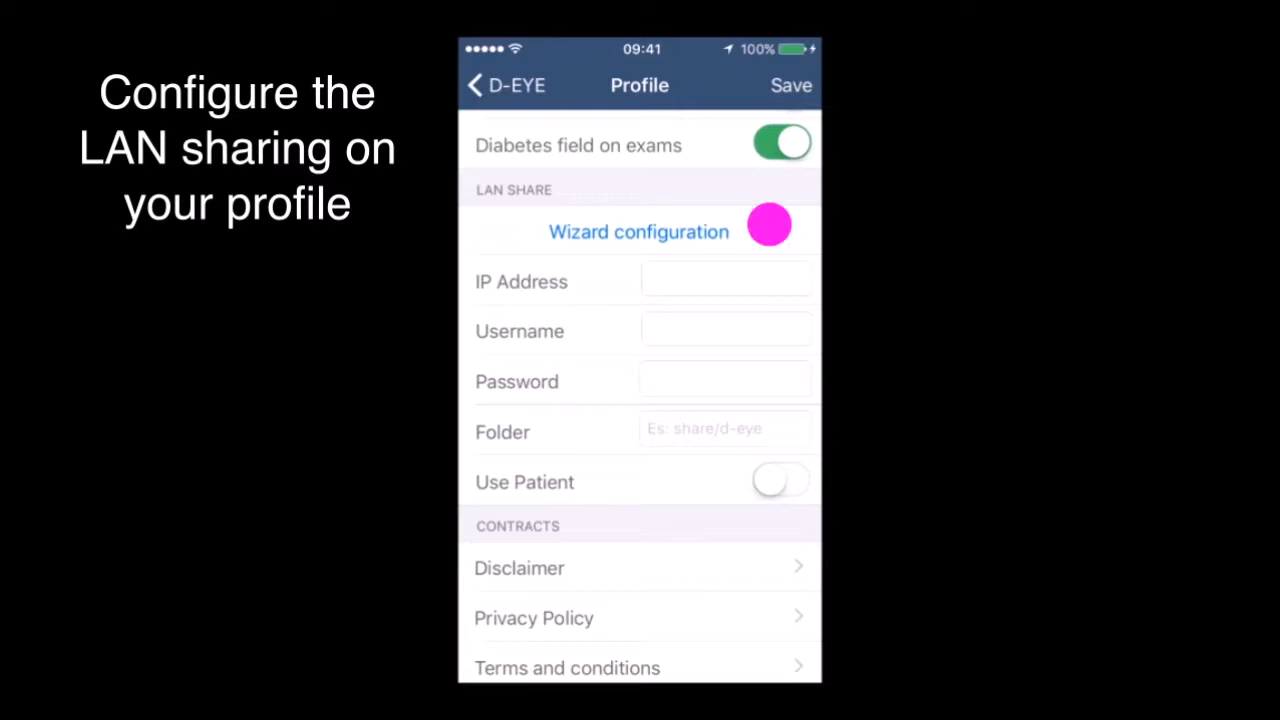 Configure the
LAN sharing on
your profile
09:41
100%
D-EYE
Profile
Save
Diabetes field on exams
LAN SHARE
Wizard configuration
IP Address
Username
Password
Folder
Es: share/d-eye
Use Patient
CONTRACTS
Disclaimer
Privacy Policy
Terms and conditions